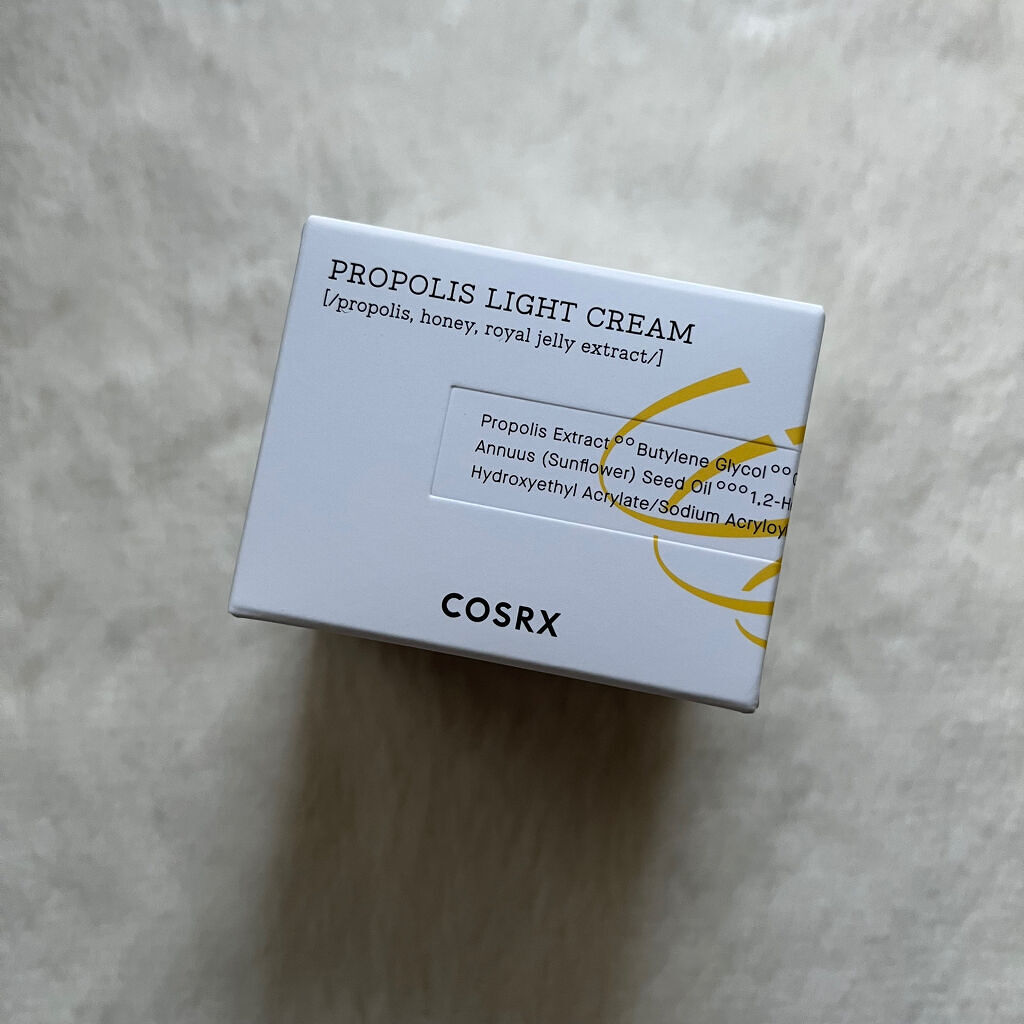 PROPOLIS LIGHT CREAM
[/propolis, honey, royal jelly extract/]
Propolis Extract °° Butylene Glycol °°
Annuus (Sunflower) Seed Oil °°° 1,2-H
Hydroxyethyl Acrylate/Sodium Acryloy
COSRX